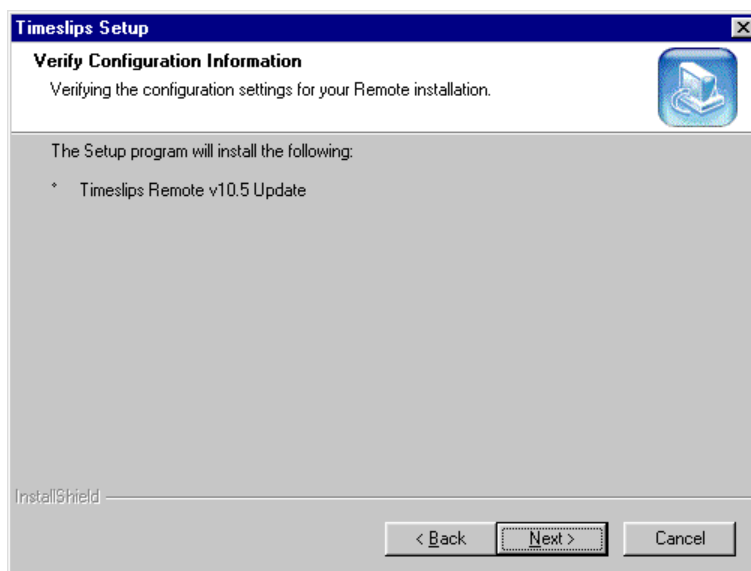 Timeslips Setup
Verify Configuration Information
Verifying the configuration settings for your Remote installation.
The Setup program will install the following:
* Timeslips Remote v10.5 Update
InstallShield
< Back Next > Cancel